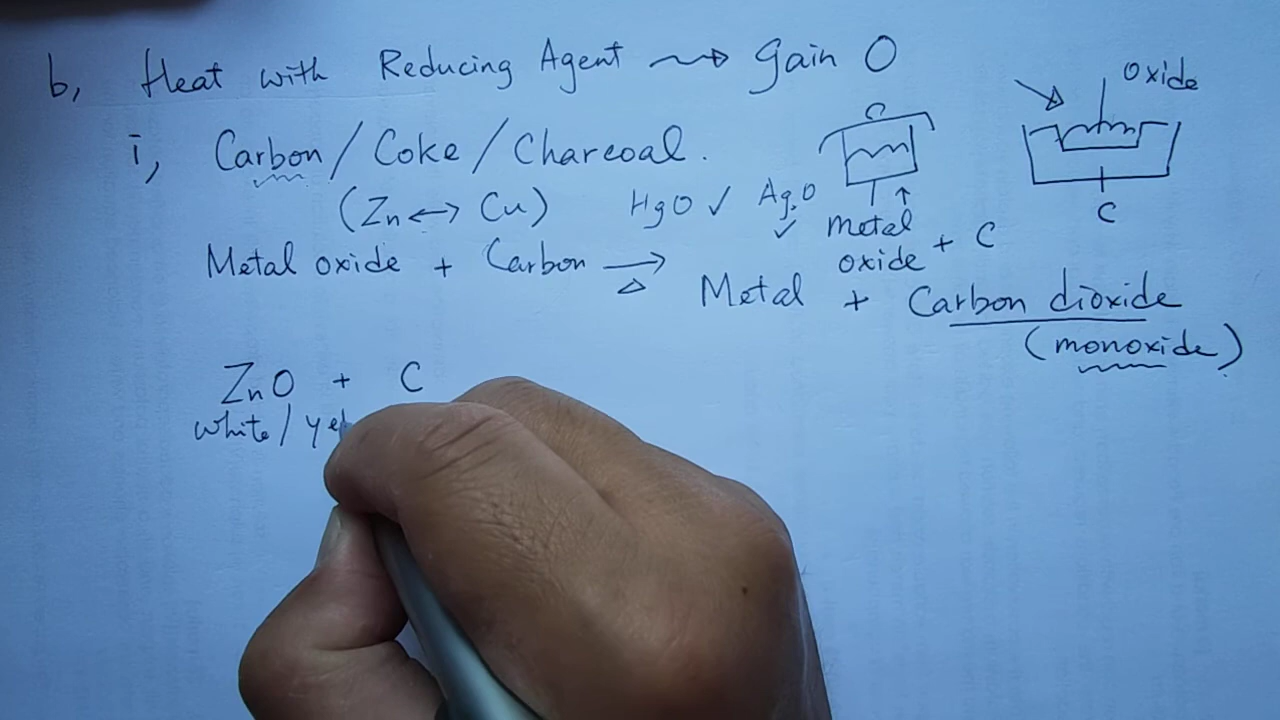 b, Heat with Reducing Agent ⟿ gain O
i, Carbon / Coke / Charcoal.
C
oxide
C
(Zn ↔ Cu) HgO ✓ Ag₂O ✓
metal oxide + C
Metal oxide + Carbon →
Δ
Metal + Carbon dioxide
(monoxide)
ZnO + C
white / yel